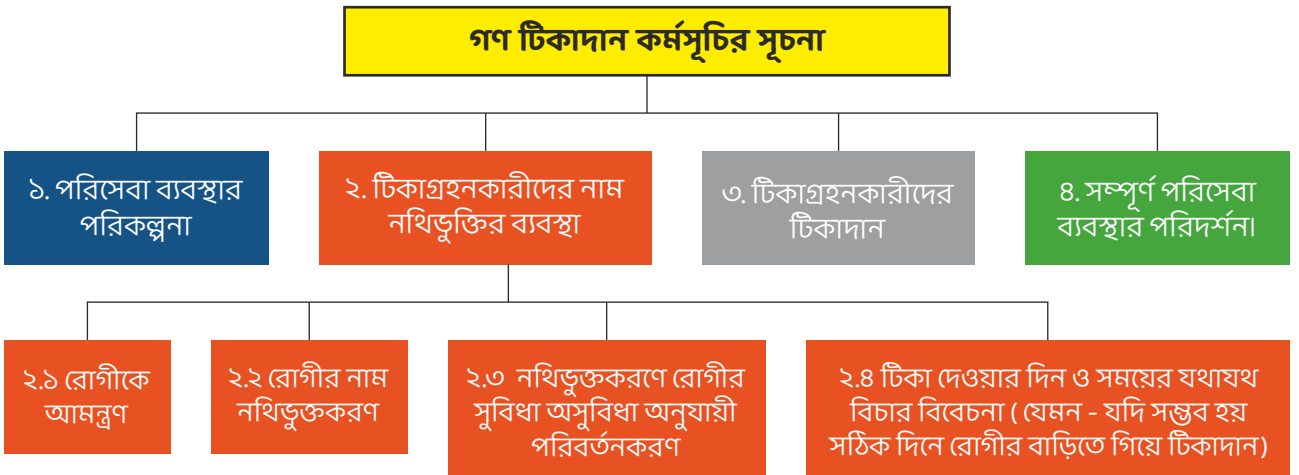 গণ টিকাদান কর্মসূচির সূচনা
১. পরিসেবা ব্যবস্থার
পরিকল্পনা
২. টিকাগ্রহনকারীদের নাম
নথিভুক্তির ব্যবস্থা
৩. টিকাগ্রহনকারীদের
টিকাদান
৪. সম্পূর্ণ পরিসেবা
ব্যবস্থার পরিদর্শন।
২.১ রোগীকে
আমন্ত্রণ
২.২ রোগীর নাম
নথিভুক্তকরণ
২.৩ নথিভুক্তকরণে রোগীর
সুবিধা অসুবিধা অনুযায়ী
পরিবর্তনকরণ
২.৪ টিকা দেওয়ার দিন ও সময়ের যথাযথ
বিচার বিবেচনা ( যেমন - যদি সম্ভব হয়
সঠিক দিনে রোগীর বাড়িতে গিয়ে টিকাদান )